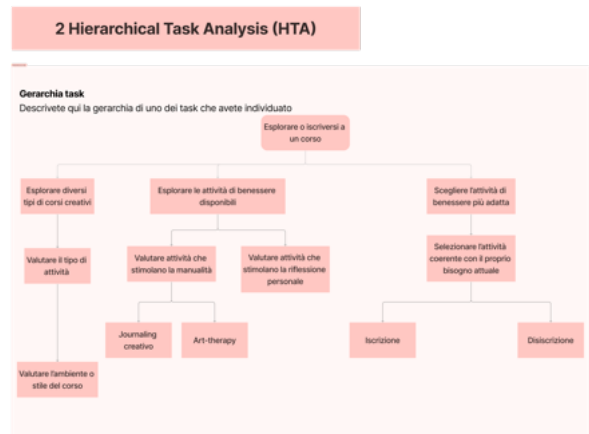 2 Hierarchical Task Analysis (HTA)
Gerarchia task
Descrivete qui la gerarchia di uno dei task che avete individuato
Esplorare o iscriversi a
un corso
Esplorare diversi
tipi di corsi creativi
Esplorare le attività di benessere
disponibili
Scegliere l'attività di
benessere più adatta
Valutare il tipo di
attività
Valutare attività che
stimolano la manualità
Valutare attività che
stimolano la riflessione
personale
Selezionare l'attività
coerente con il proprio
bisogno attuale
Journaling
creativo
Art-therapy
Iscrizione
Disiscrizione
Valutare l'ambiente o
stile del corso